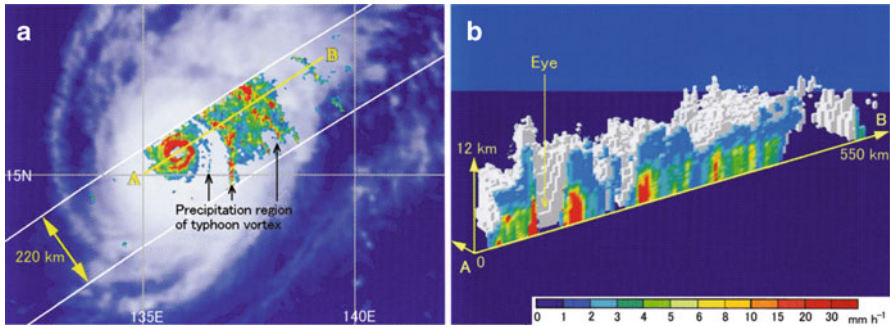 a
B
A
15N
Precipitation region
of typhoon vortex
220 km
135E
140E
b
Eye
12 km
B
550 km
A
0
0 1 2 3 4 5 6 8 10 15 20 30
mm h⁻¹